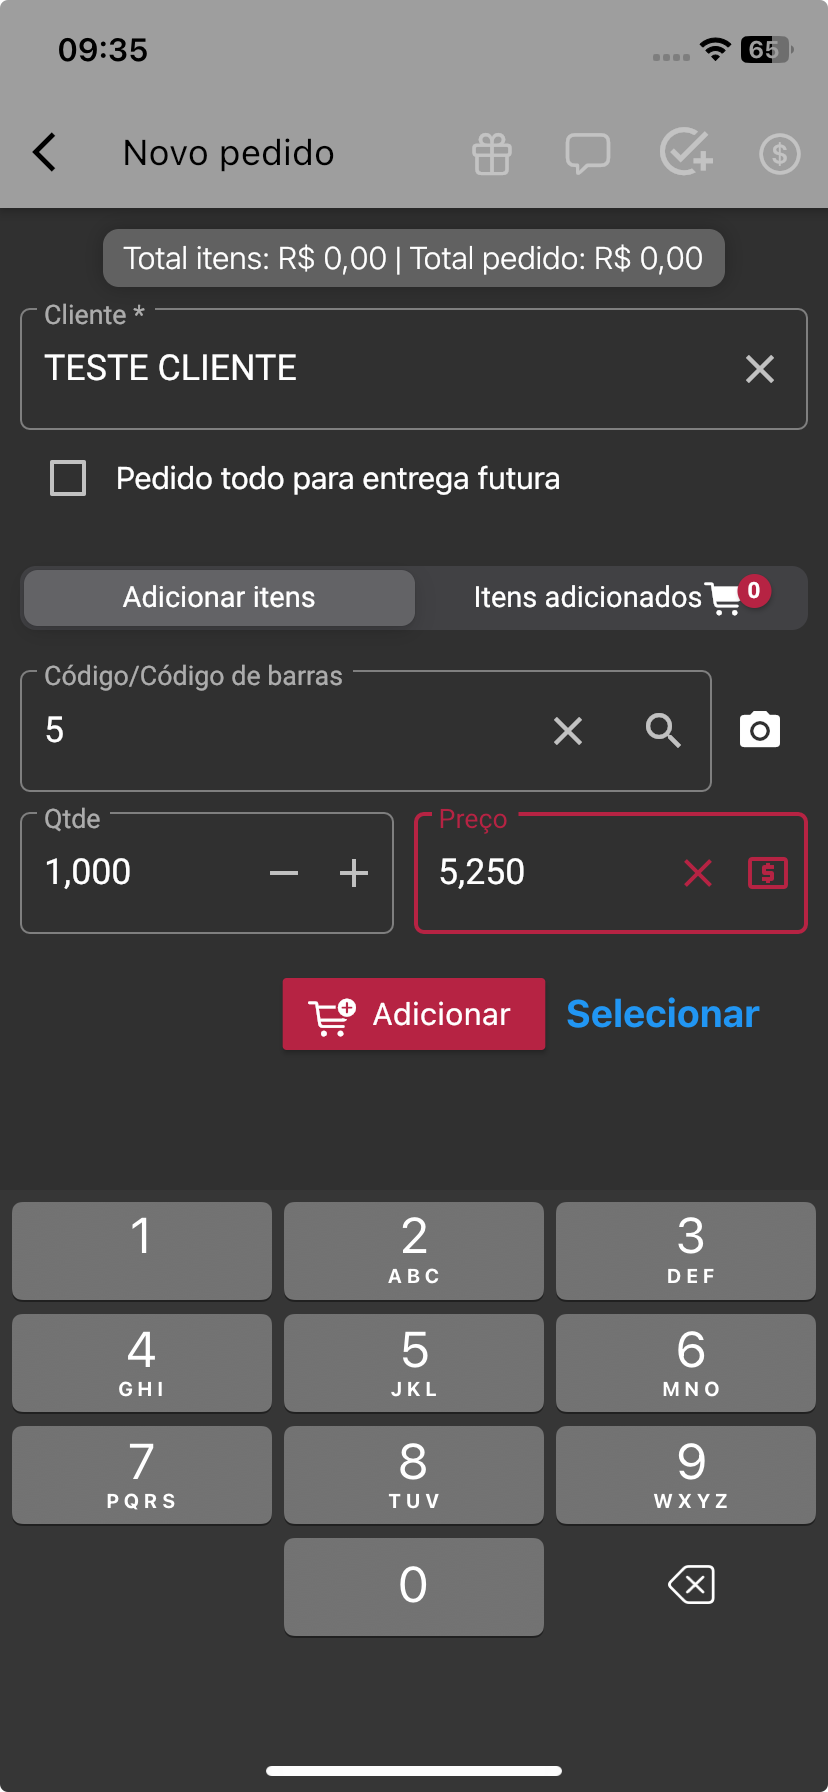 09:35
65
Novo pedido
Total itens: R$ 0,00 | Total pedido: R$ 0,00
Cliente *
TESTE CLIENTE
Pedido todo para entrega futura
Adicionar itens
Itens adicionados 0
Código/Código de barras
5
Qtde
1,000
Preço
5,250
Adicionar
Selecionar
1
2
ABC
3
DEF
4
GHI
5
JKL
6
MNO
7
PQRS
8
TUV
9
WXYZ
0